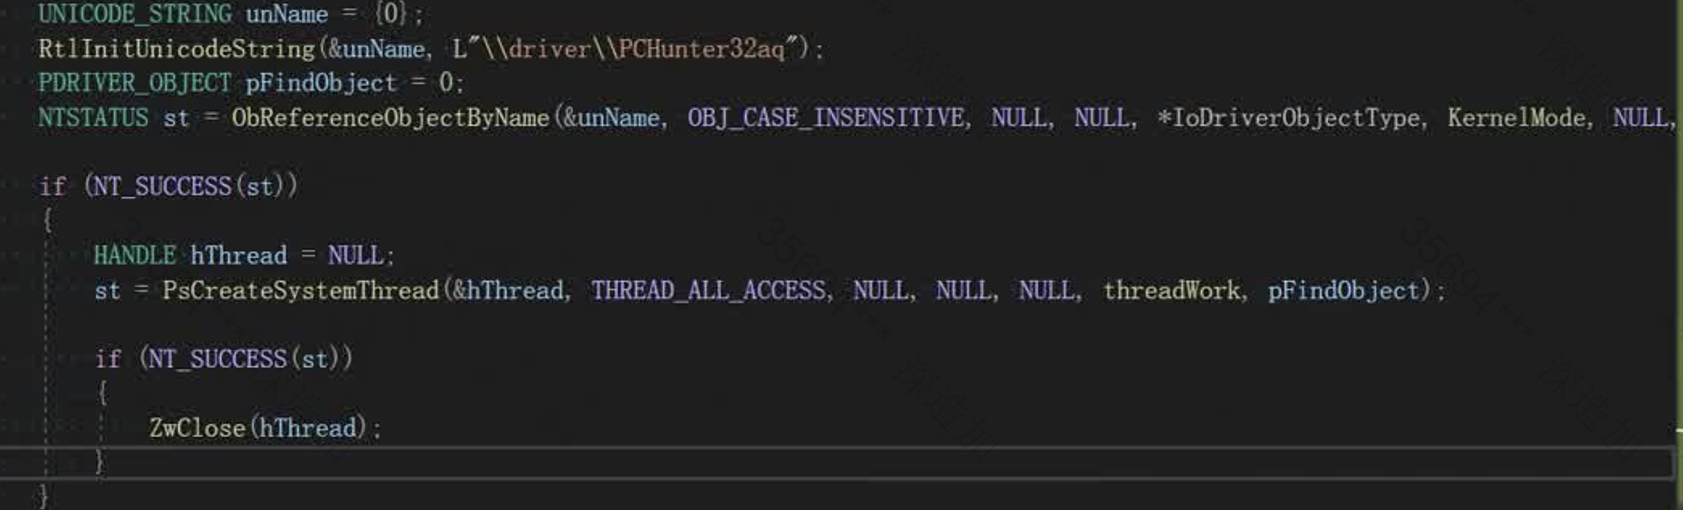 UNICODE_STRING unName = {0};
RtlInitUnicodeString(&unName, L"\\driver\\PCHunter32aq");
PDRIVER_OBJECT pFindObject = 0;
NTSTATUS st = ObReferenceObjectByName(&unName, OBJ_CASE_INSENSITIVE, NULL, NULL, *IoDriverObjectType, KernelMode, NULL,
if (NT_SUCCESS(st))
{
HANDLE hThread = NULL;
st = PsCreateSystemThread(&hThread, THREAD_ALL_ACCESS, NULL, NULL, NULL, threadWork, pFindObject);
if (NT_SUCCESS(st))
{
ZwClose(hThread);
}
}